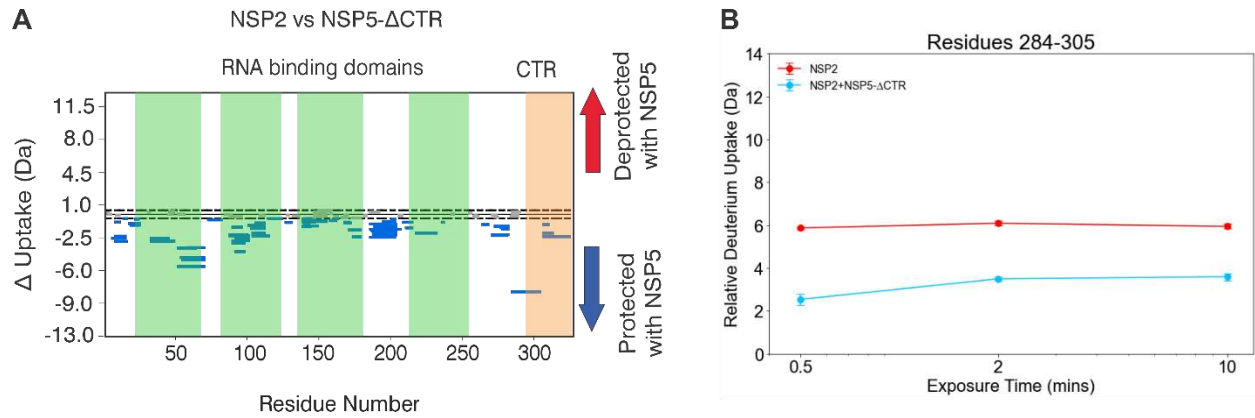 A
NSP2 vs NSP5-ΔCTR
RNA binding domains
CTR
Δ Uptake (Da)
11.5
8.0
4.5
1.0
-2.5
-6.0
-9.0
-13.0
50
100
150
200
250
300
Residue Number
Deprotected
with NSP5
Protected
with NSP5
B
Residues 284-305
NSP2
NSP2+NSP5-ΔCTR
Relative Deuterium Uptake (Da)
14
12
10
8
6
4
2
0
0.5
2
10
Exposure Time (mins)